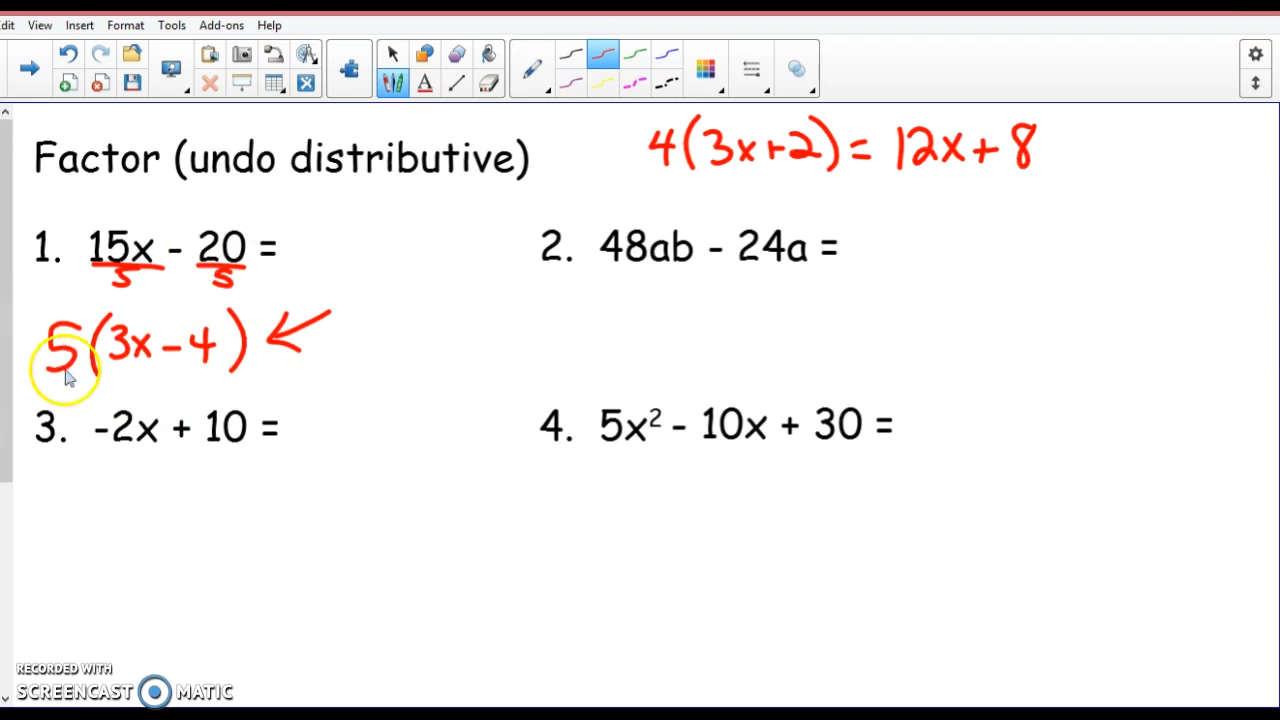 Edit View Insert Format Tools Add-ons Help
Factor (undo distributive)
4(3x+2) = 12x + 8
1. 15x - 20 =
5 5
5(3x - 4)
2. 48ab - 24a =
3. -2x + 10 =
4. 5x² - 10x + 30 =
RECORDED WITH
SCREENCAST MATIC